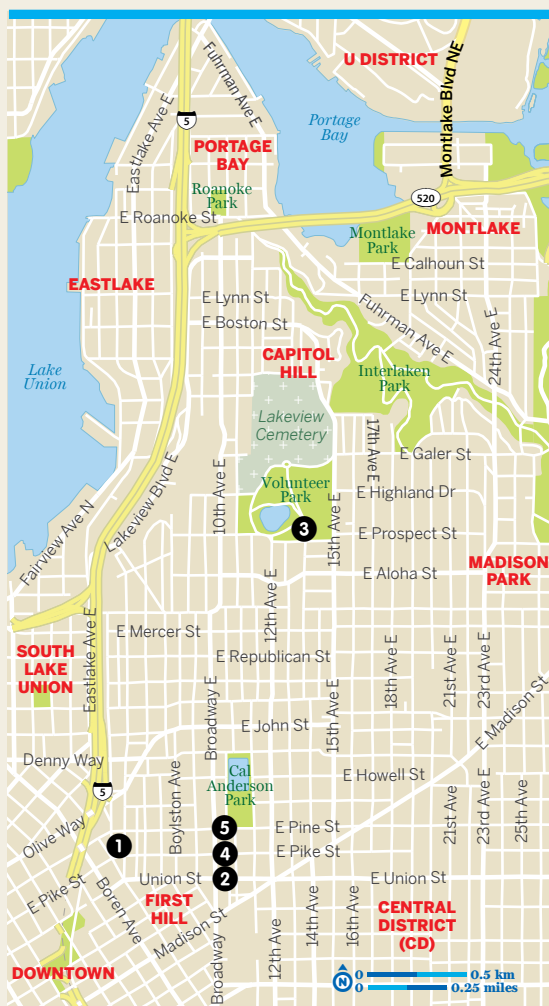 U DISTRICT
Fuhrman Ave E
Montlake Blvd NE
Eastlake Ave E
5
Portage
Bay
PORTAGE
BAY
Roanoke
Park
520
E Roanoke St
Montlake
Park
MONTLAKE
E Calhoun St
EASTLAKE
E Lynn St
E Lynn St
Fuhrman Ave E
E Boston St
24th Ave E
CAPITOL
HILL
Lake
Union
Interlaken
Park
Lakeview
Cemetery
17th Ave E
E Galer St
Lakeview Blvd E
10th Ave E
Volunteer
Park
E Highland Dr
Fairview Ave N
3
15th Ave E
E Prospect St
MADISON
PARK
E Aloha St
12th Ave E
Eastlake Ave E
E Mercer St
SOUTH
LAKE
UNION
E Republican St
18th Ave E
21st Ave E
23rd Ave E
Broadway E
15th Ave E
E Madison St
E John St
Denny Way
Cal
Anderson
Park
E Howell St
5
Boylston Ave
21st Ave
23rd Ave E
25th Ave
Olive Way
5
E Pine St
1
4
E Pike St
E Pike St
Boren Ave
Union St
2
E Union St
FIRST
HILL
Madison St
14th Ave
16th Ave
CENTRAL
DISTRICT
(CD)
12th Ave
Broadway
DOWNTOWN
N
0 0.5 km
0 0.25 miles